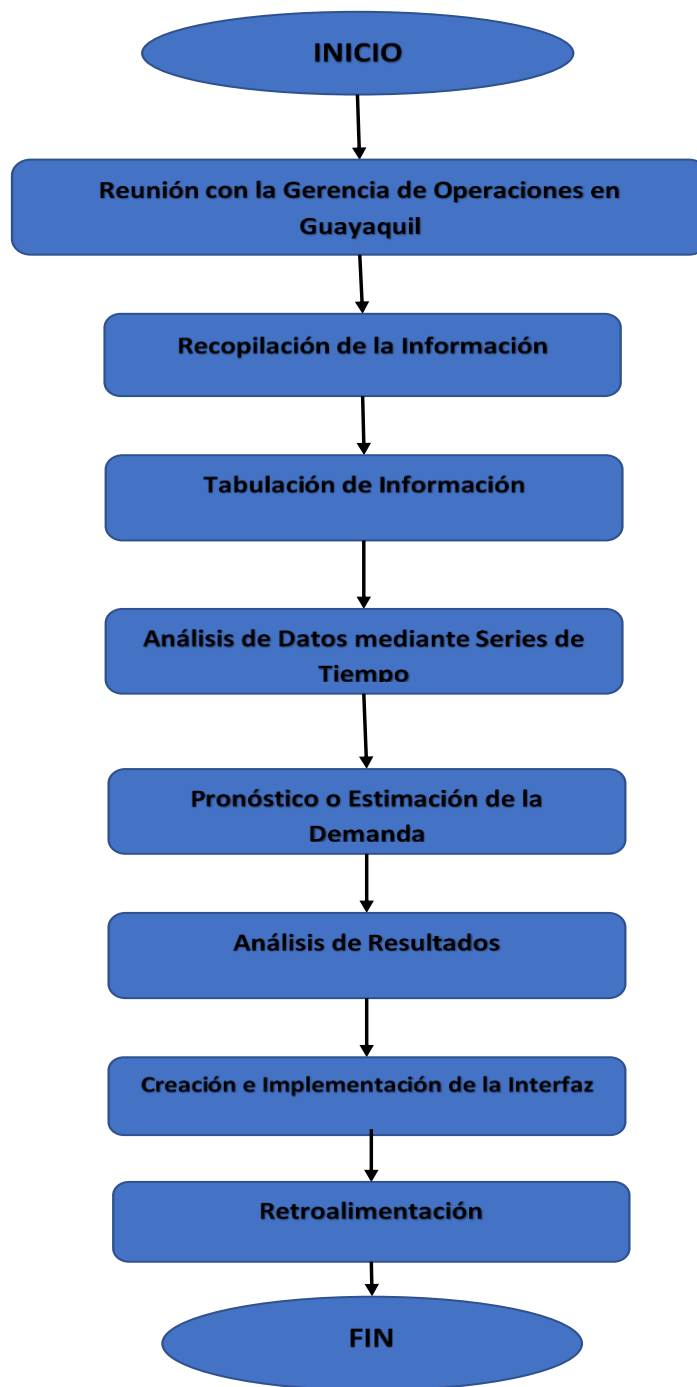 INICIO
Reunión con la Gerencia de Operaciones en
Guayaquil
Recopilación de la Información
Tabulación de Información
Análisis de Datos mediante Series de
Tiempo
Pronóstico o Estimación de la
Demanda
Análisis de Resultados
Creación e Implementación de la Interfaz
Retroalimentación
FIN